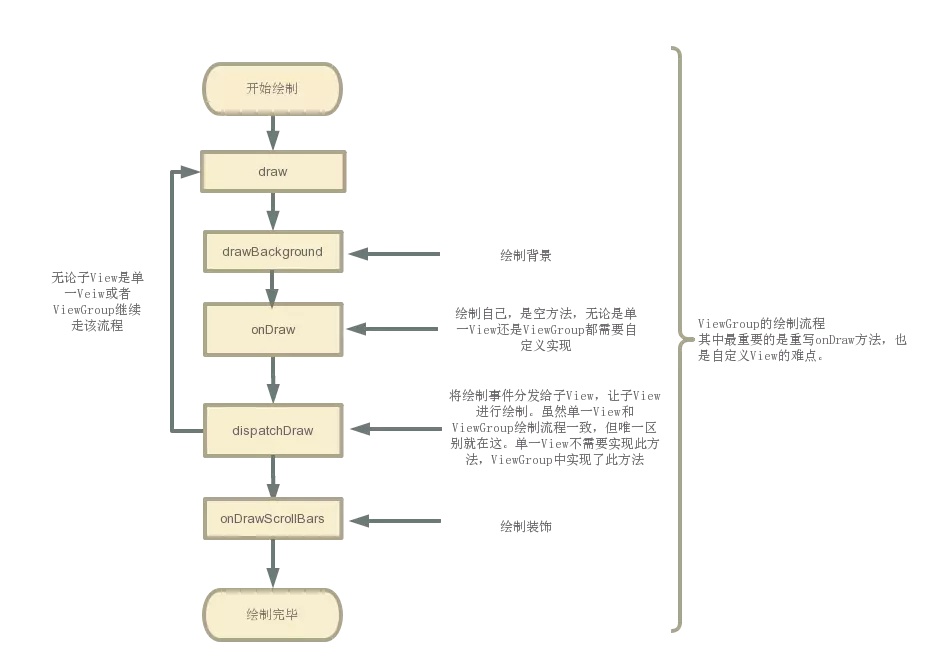 开始绘制
draw
drawBackground
绘制背景
无论子View是单
一Veiw或者
ViewGroup继续
走该流程
onDraw
绘制自己，是空方法，无论是单
一View还是ViewGroup都需要自
定义实现
ViewGroup的绘制流程
其中最重要的是重写onDraw方法，也
是自定义View的难点。
dispatchDraw
将绘制事件分发给子View，让子View
进行绘制。虽然单一View和
ViewGroup绘制流程一致，但唯一区
别就在这。单一View不需要实现此方
法，ViewGroup中实现了此方法
onDrawScrollBars
绘制装饰
绘制完毕